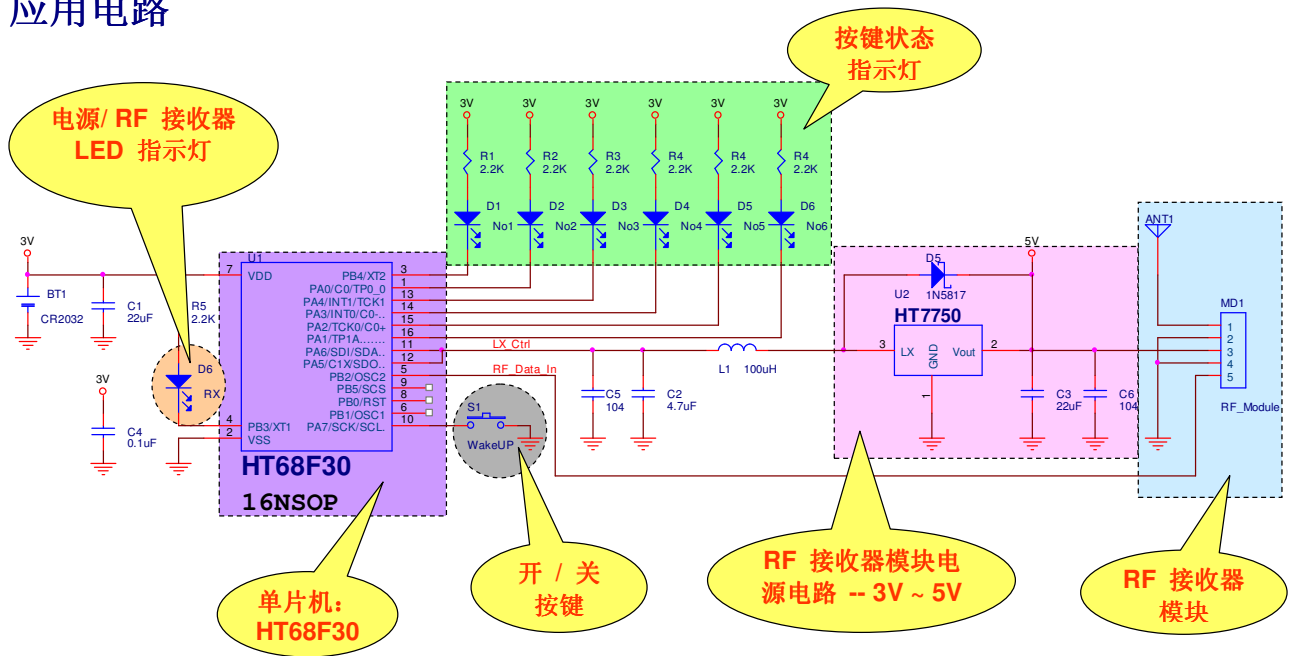 应用电路
按键状态
指示灯
电源/ RF 接收器
LED 指示灯
3V
3V
3V
3V
3V
3V
R1
2.2K
R2
2.2K
R3
2.2K
R4
2.2K
R4
2.2K
R4
2.2K
D1
No1
D2
No2
D3
No3
D4
No4
D5
No5
D6
No6
3V
BT1
CR2032
C1
22uF
R5
2.2K
D6
RX
3V
C4
0.1uF
U1
7
VDD
4
PB3/XT1
2
VSS
PB4/XT2
3
PA0/C0/TP0_0
1
PA4/INT1/TCK1
13
PA3/INT0/C0-..
14
PA2/TCK0/C0+
15
PA1/TP1A.......
16
PA6/SDI/SDA..
11
PA5/C1X/SDO..
12
PB2/OSC2
5
PB5/SCS
9
PB0/RST
8
PB1/OSC1
6
PA7/SCK/SCL.
10
HT68F30
16NSOP
LX_Ctrl
RF_Data_In
S1
WakeUP
C5
104
C2
4.7uF
L1 100uH
D5
1N5817
5V
U2
HT7750
3
LX
GND
Vout
2
1
C3
22uF
C6
104
ANT1
MD1
1
2
3
4
5
RF_Module
单片机:
HT68F30
开 / 关
按键
RF 接收器模块电
源电路 -- 3V ~ 5V
RF 接收器
模块